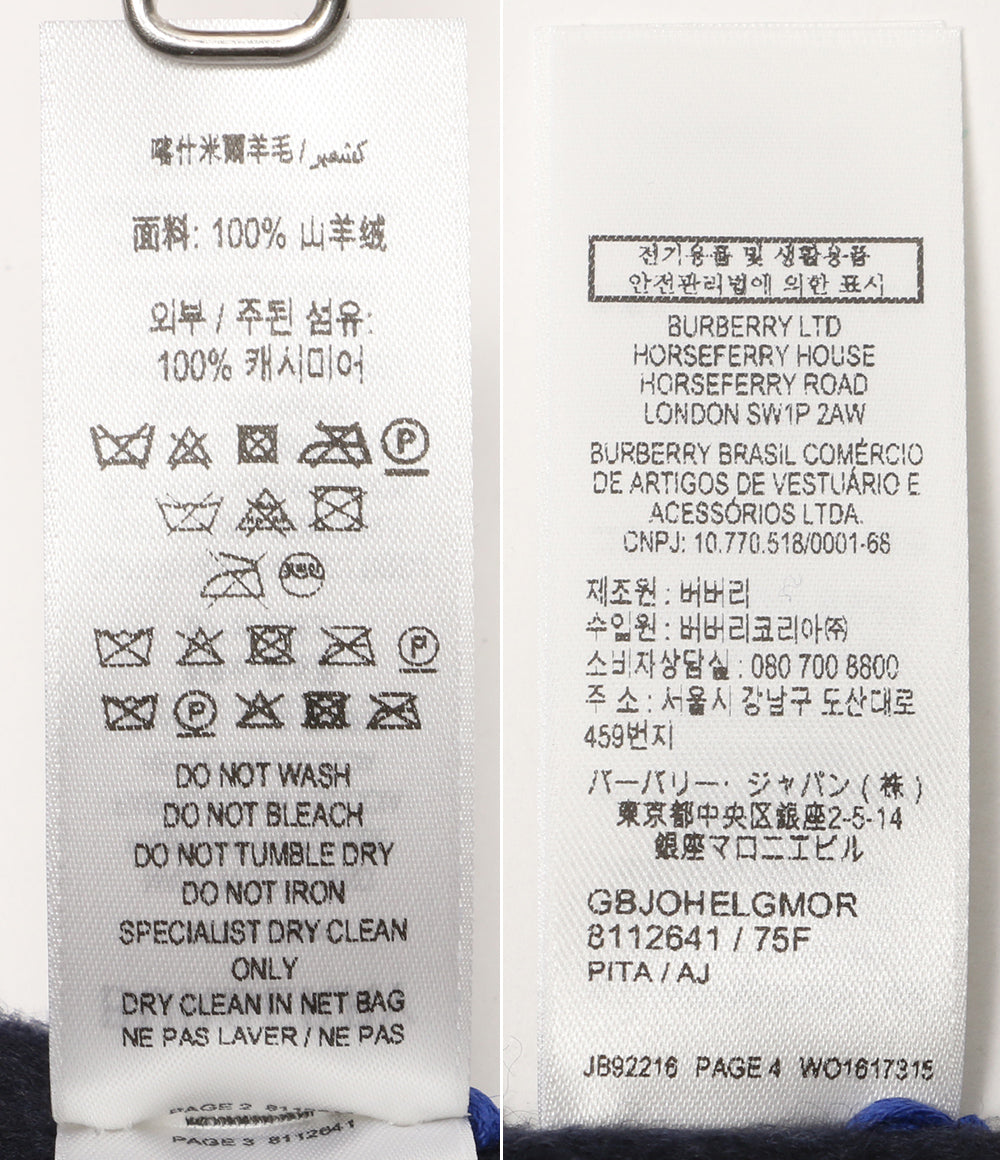 喀什米爾羊毛 / كشمير
面料: 100% 山羊绒
외부 / 주된 섬유:
100% 캐시미어
P
드라이
P
P
DO NOT WASH
DO NOT BLEACH
DO NOT TUMBLE DRY
DO NOT IRON
SPECIALIST DRY CLEAN
ONLY
DRY CLEAN IN NET BAG
NE PAS LAVER / NE PAS
PAGE 2
PAGE 3 8112641
전기용품 및 생활용품
안전관리법에 의한 표시
BURBERRY LTD
HORSEFERRY HOUSE
HORSEFERRY ROAD
LONDON SW1P 2AW
BURBERRY BRASIL COMÉRCIO
DE ARTIGOS DE VESTUÁRIO E
ACESSÓRIOS LTDA.
CNPJ: 10.770.518/0001-68
제조원 : 버버리
수입원 : 버버리코리아㈜
소비자상담실 : 080 700 8800
주 소 : 서울시 강남구 도산대로
459번지
バーバリー・ジャパン ( 株 )
東京都中央区銀座2-5-14
銀座マロニエビル
GBJOHELGMOR
8112641 / 75F
PITA / AJ
JB92216 PAGE 4 WO1617315